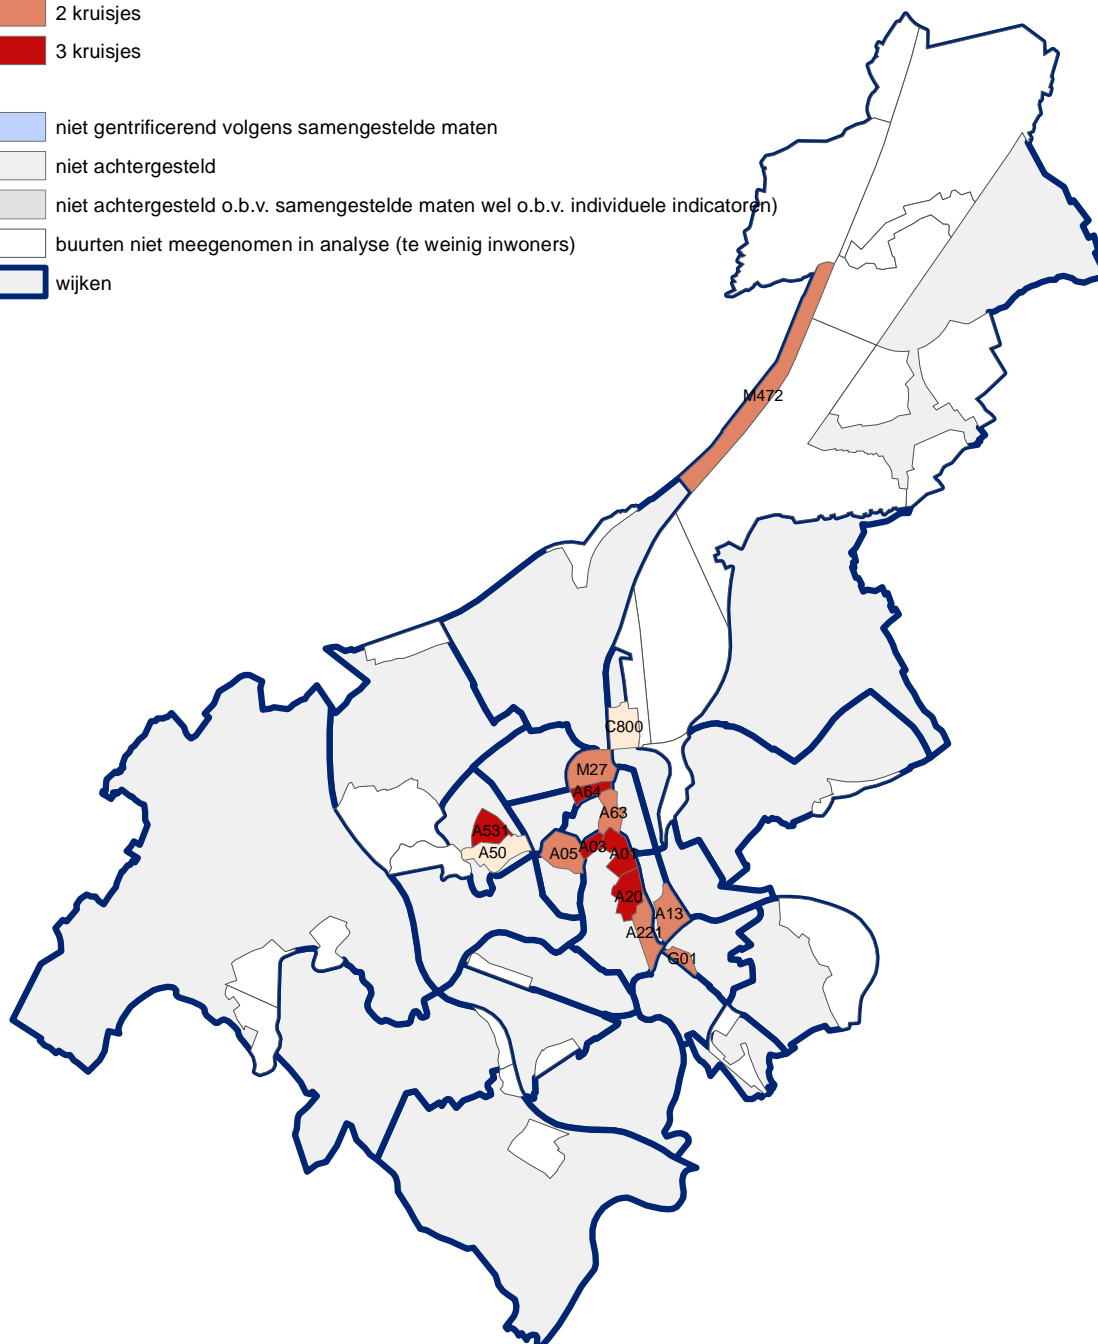 2 kruisjes
3 kruisjes
niet gentrificerend volgens samengestelde maten
niet achtergesteld
niet achtergesteld o.b.v. samengestelde maten wel o.b.v. individuele indicatoren)
buurten niet meegenomen in analyse (te weinig inwoners)
wijken
M472
C800
M27
A64
A63
A531
A03
A50
A05
A01
A20
A13
A221
G01